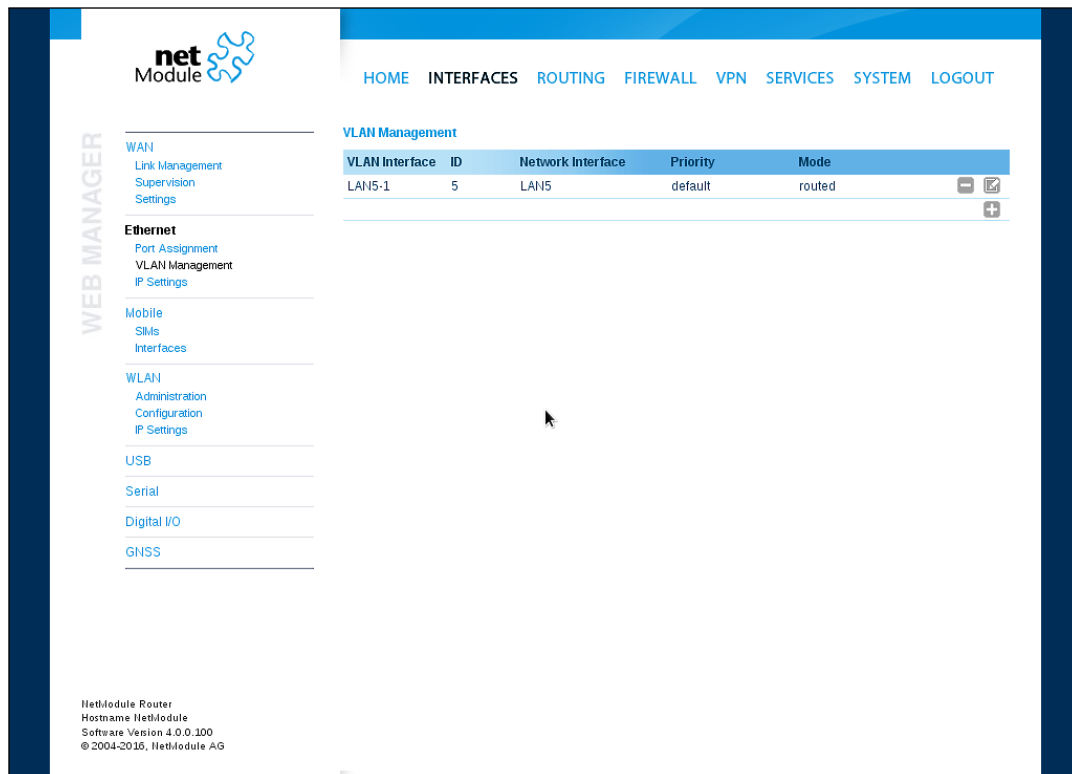 net
Module
HOME INTERFACES ROUTING FIREWALL VPN SERVICES SYSTEM LOGOUT
WEB MANAGER
WAN
Link Management
Supervision
Settings
Ethernet
Port Assignment
VLAN Management
IP Settings
Mobile
SIMs
Interfaces
WLAN
Administration
Configuration
IP Settings
USB
Serial
Digital I/O
GNSS
VLAN Management
VLAN Interface ID Network Interface Priority Mode
LAN5-1 5 LAN5 default routed
NetModule Router
Hostname NetModule
Software Version 4.0.0.100
© 2004-2016, NetModule AG